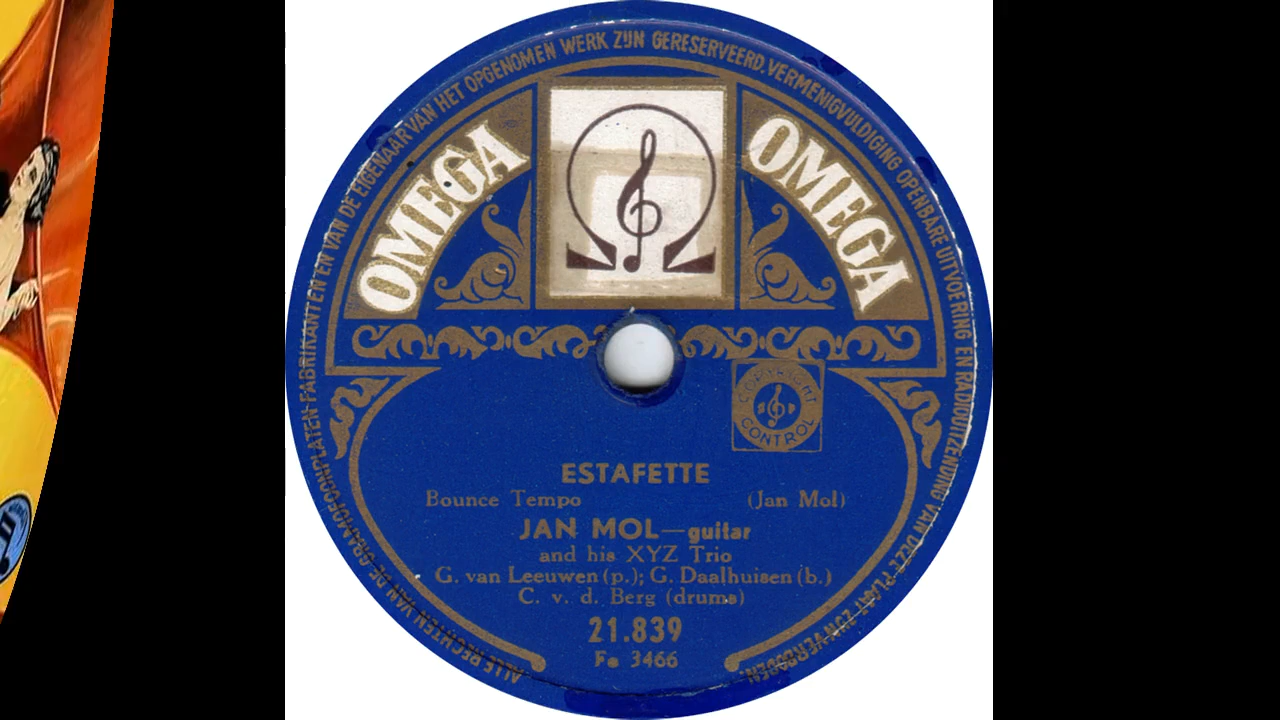 ALLE RECHTEN VAN DE GRAMOFOONPLATEN FABRIKANTEN EN VAN DE EIGENAAR VAN HET OPGENOMEN WERK ZIJN GERESERVEERD. VERMENIGVULDIGING OPENBARE UITVOERING EN RADIOUITZENDING VAN DEZE PLAAT ZIJN VERBODEN.
OMEGA OMEGA
COPYRIGHT
CONTROL
ESTAFETTE
Bounce Tempo (Jan Mol)
JAN MOL—guitar
and his XYZ Trio
G. van Leeuwen (p.); G. Daalhuisen (b.)
C. v. d. Berg (drums)
21.839
Fe 3466